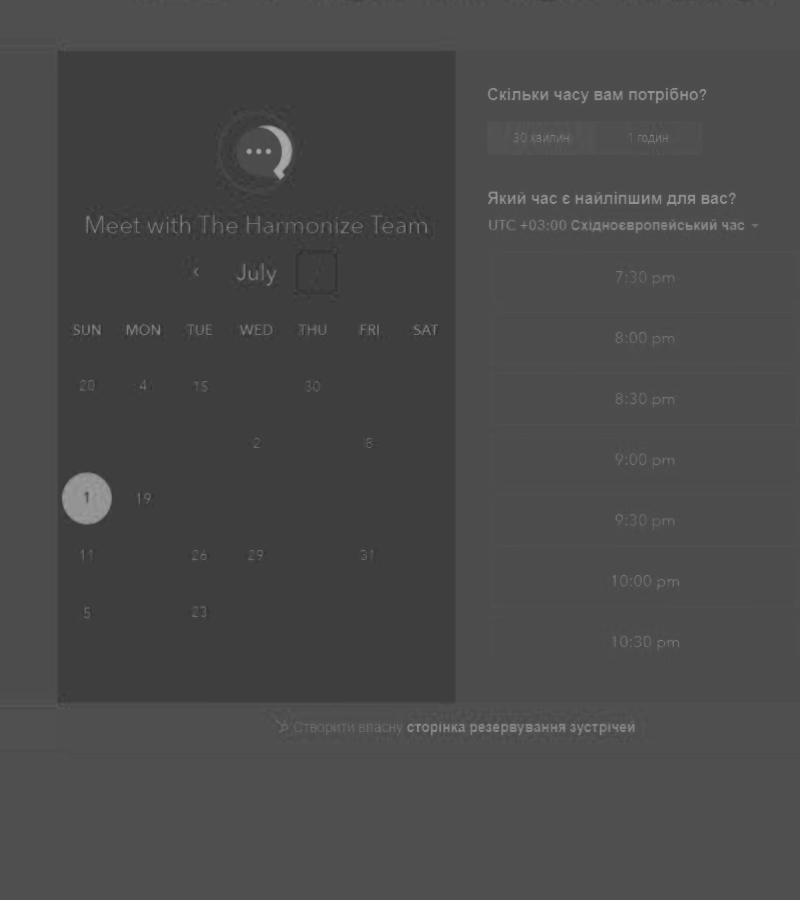 Meet with The Harmonize Team
‹ July
SUN MON TUE WED THU FRI SAT
20 4 15 30
2 8
1 19
11 26 29 31
5 23
Скільки часу вам потрібно?
30 хвилин 1 годин
Який час є найліпшим для вас?
UTC +03:00 Східноєвропейський час
7:30 pm
8:00 pm
8:30 pm
9:00 pm
9:30 pm
10:00 pm
10:30 pm
Створити власну сторінка резервування зустрічей